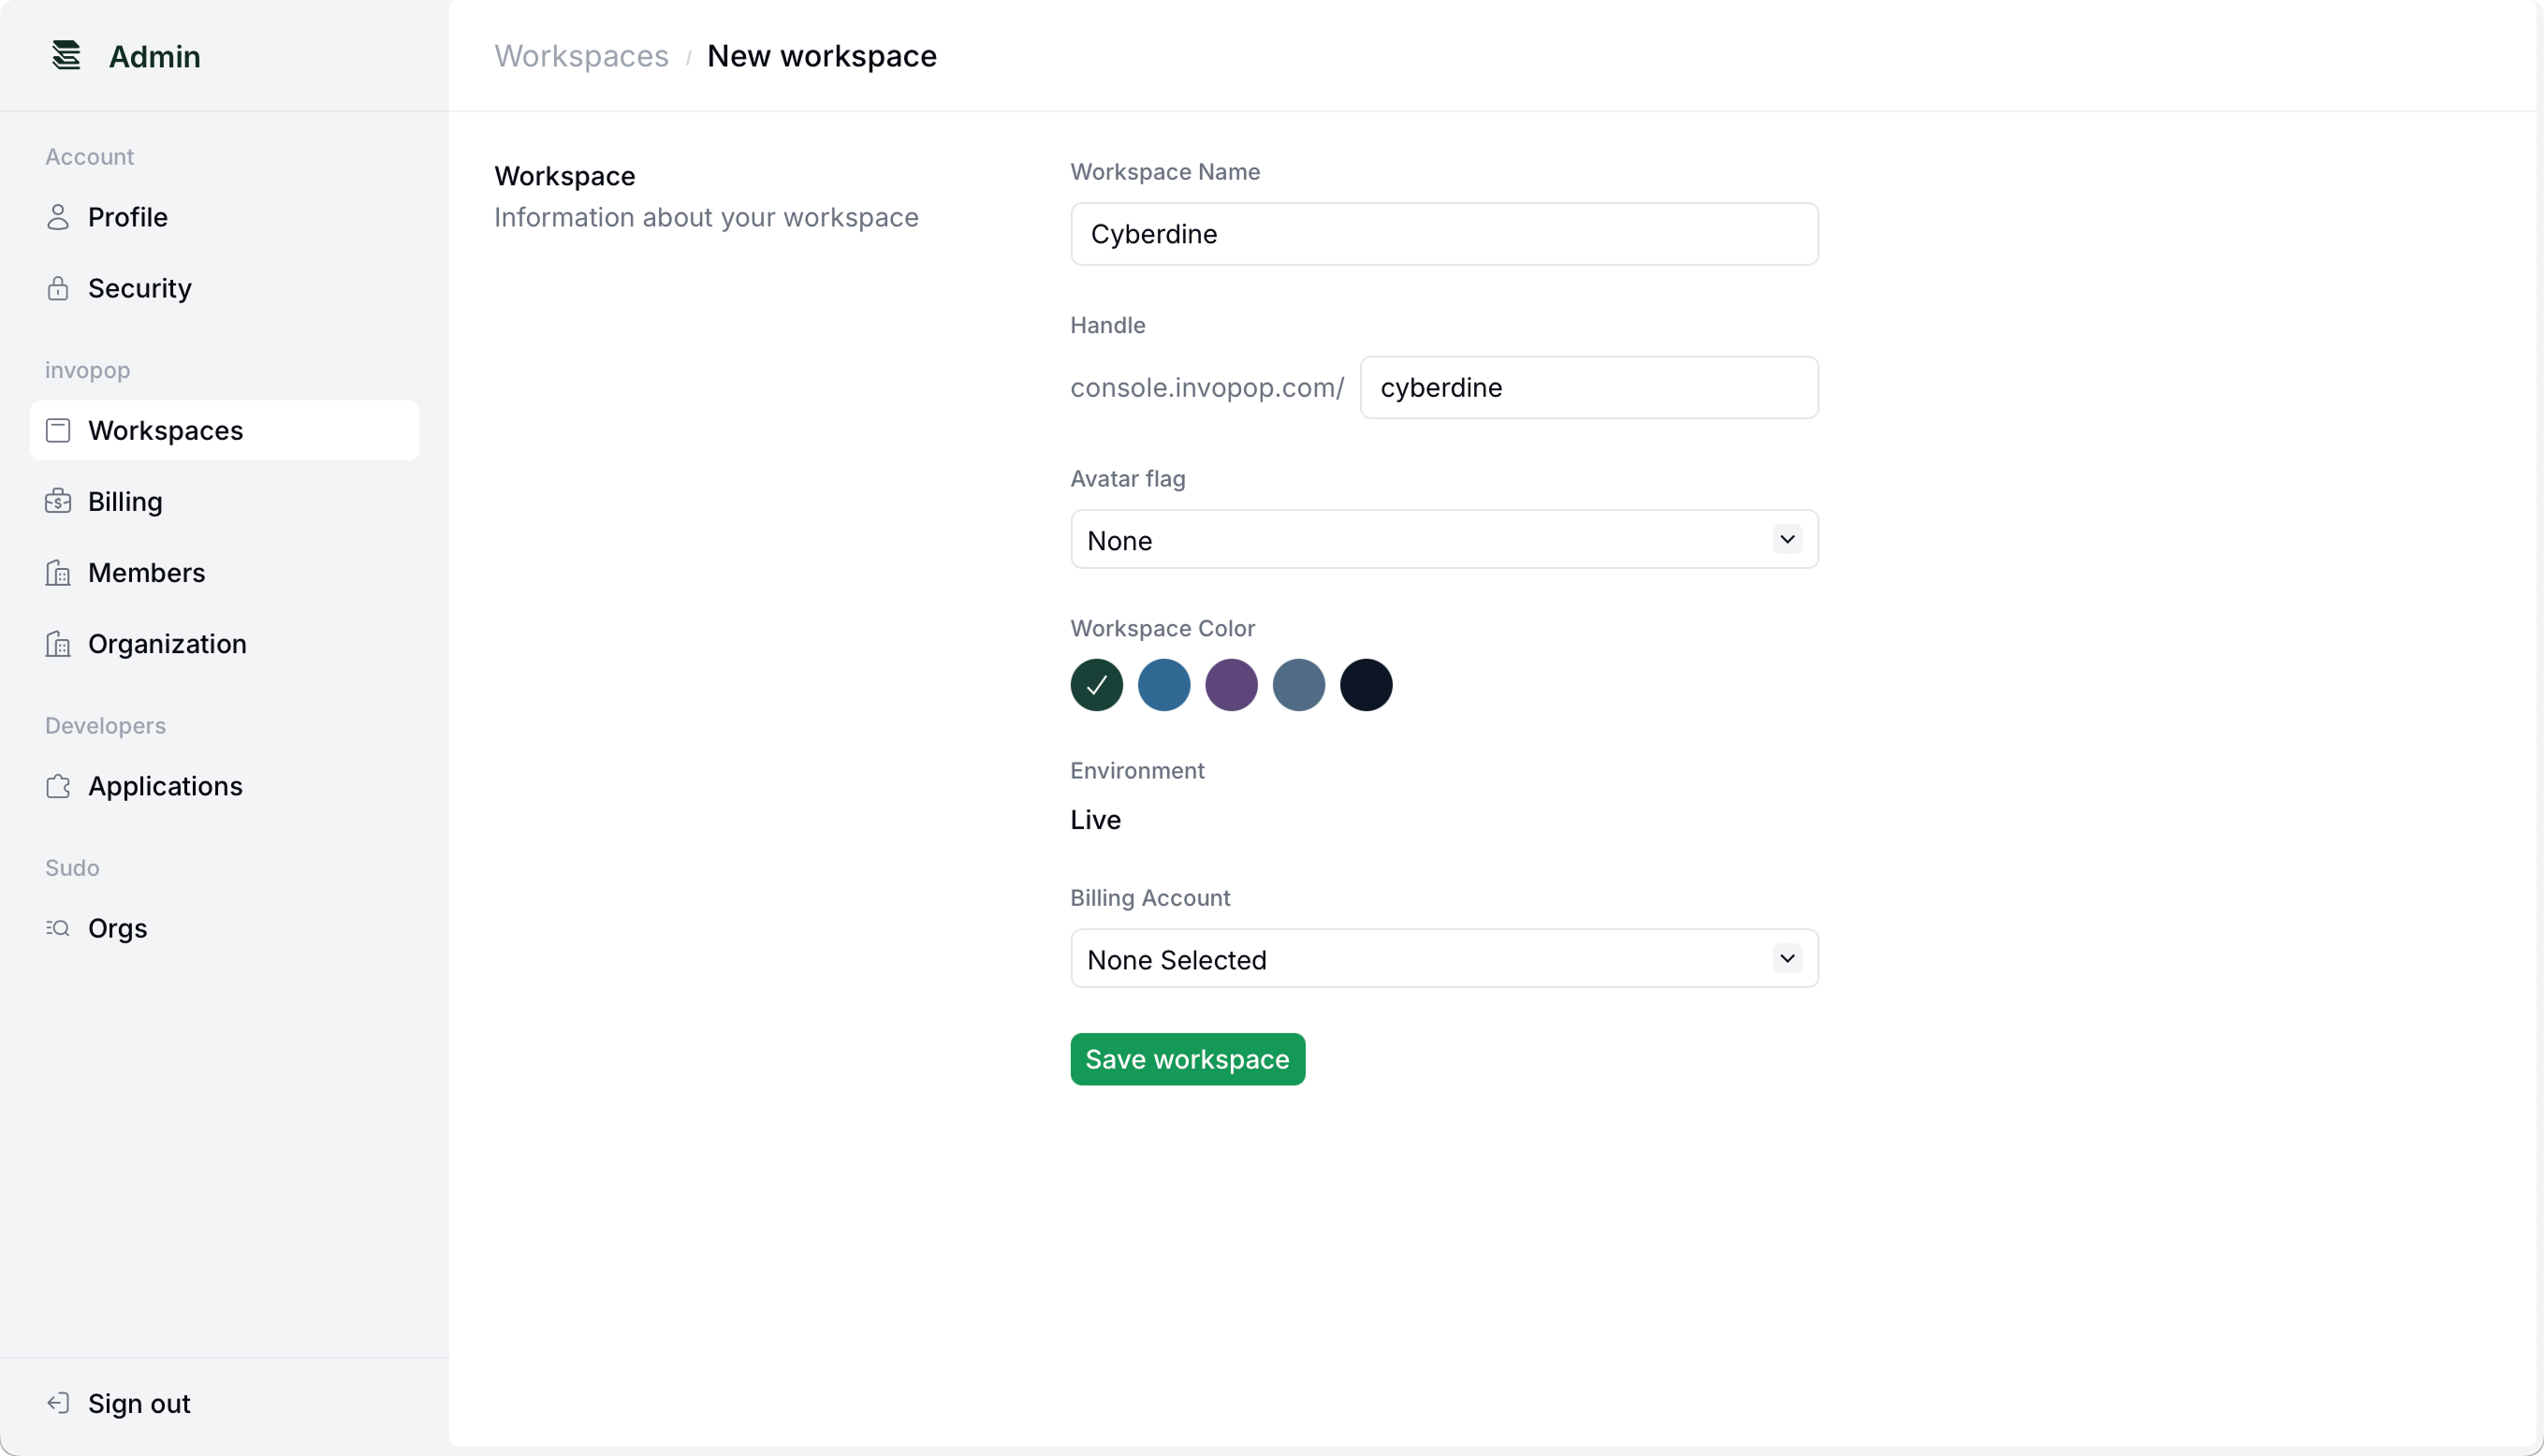 Admin
Account
Profile
Security
invopop
Workspaces
Billing
Members
Organization
Developers
Applications
Sudo
Orgs
Sign out
Workspaces / New workspace
Workspace
Information about your workspace
Workspace Name
Cyberdine
Handle
console.invopop.com/ cyberdine
Avatar flag
None
Workspace Color
Environment
Live
Billing Account
None Selected
Save workspace